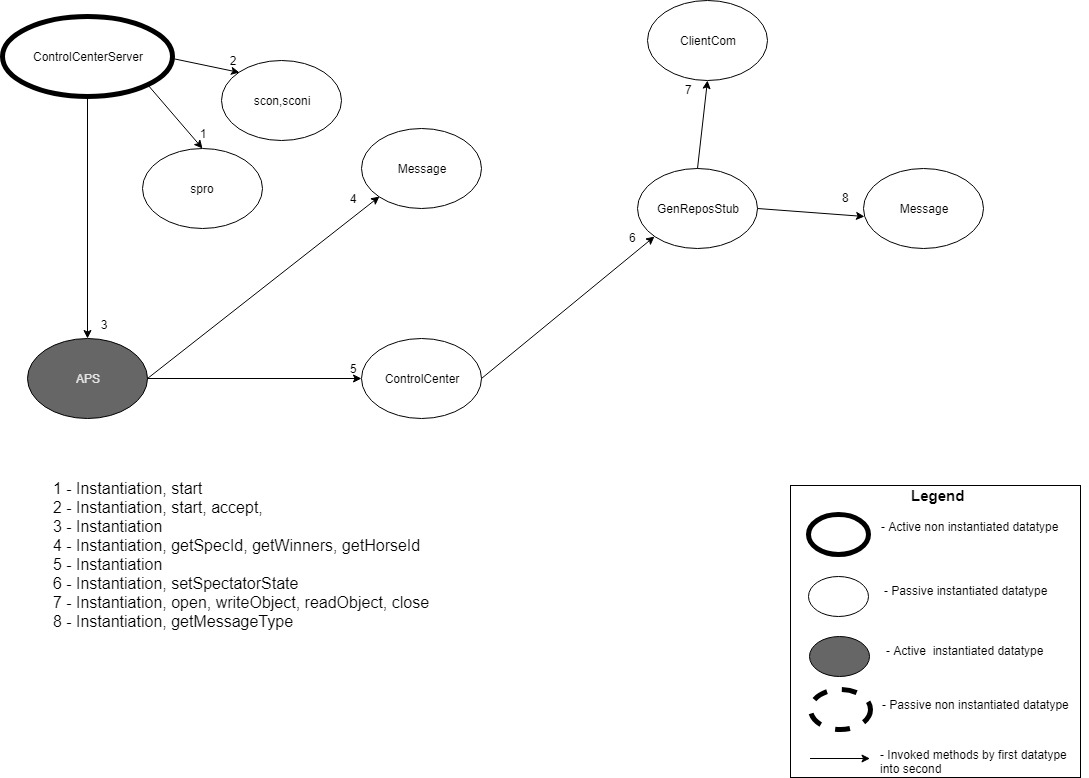 ClientCom
ControlCenterServer
2
7
scon,sconi
1
Message
spro
4
8
GenReposStub
Message
6
3
5
APS
ControlCenter
1 - Instantiation, start
2 - Instantiation, start, accept,
3 - Instantiation
4 - Instantiation, getSpecId, getWinners, getHorseId
5 - Instantiation
6 - Instantiation, setSpectatorState
7 - Instantiation, open, writeObject, readObject, close
8 - Instantiation, getMessageType
Legend
- Active non instantiated datatype
- Passive instantiated datatype
- Active  instantiated datatype
- Passive non instantiated datatype
- Invoked methods by first datatype
into second